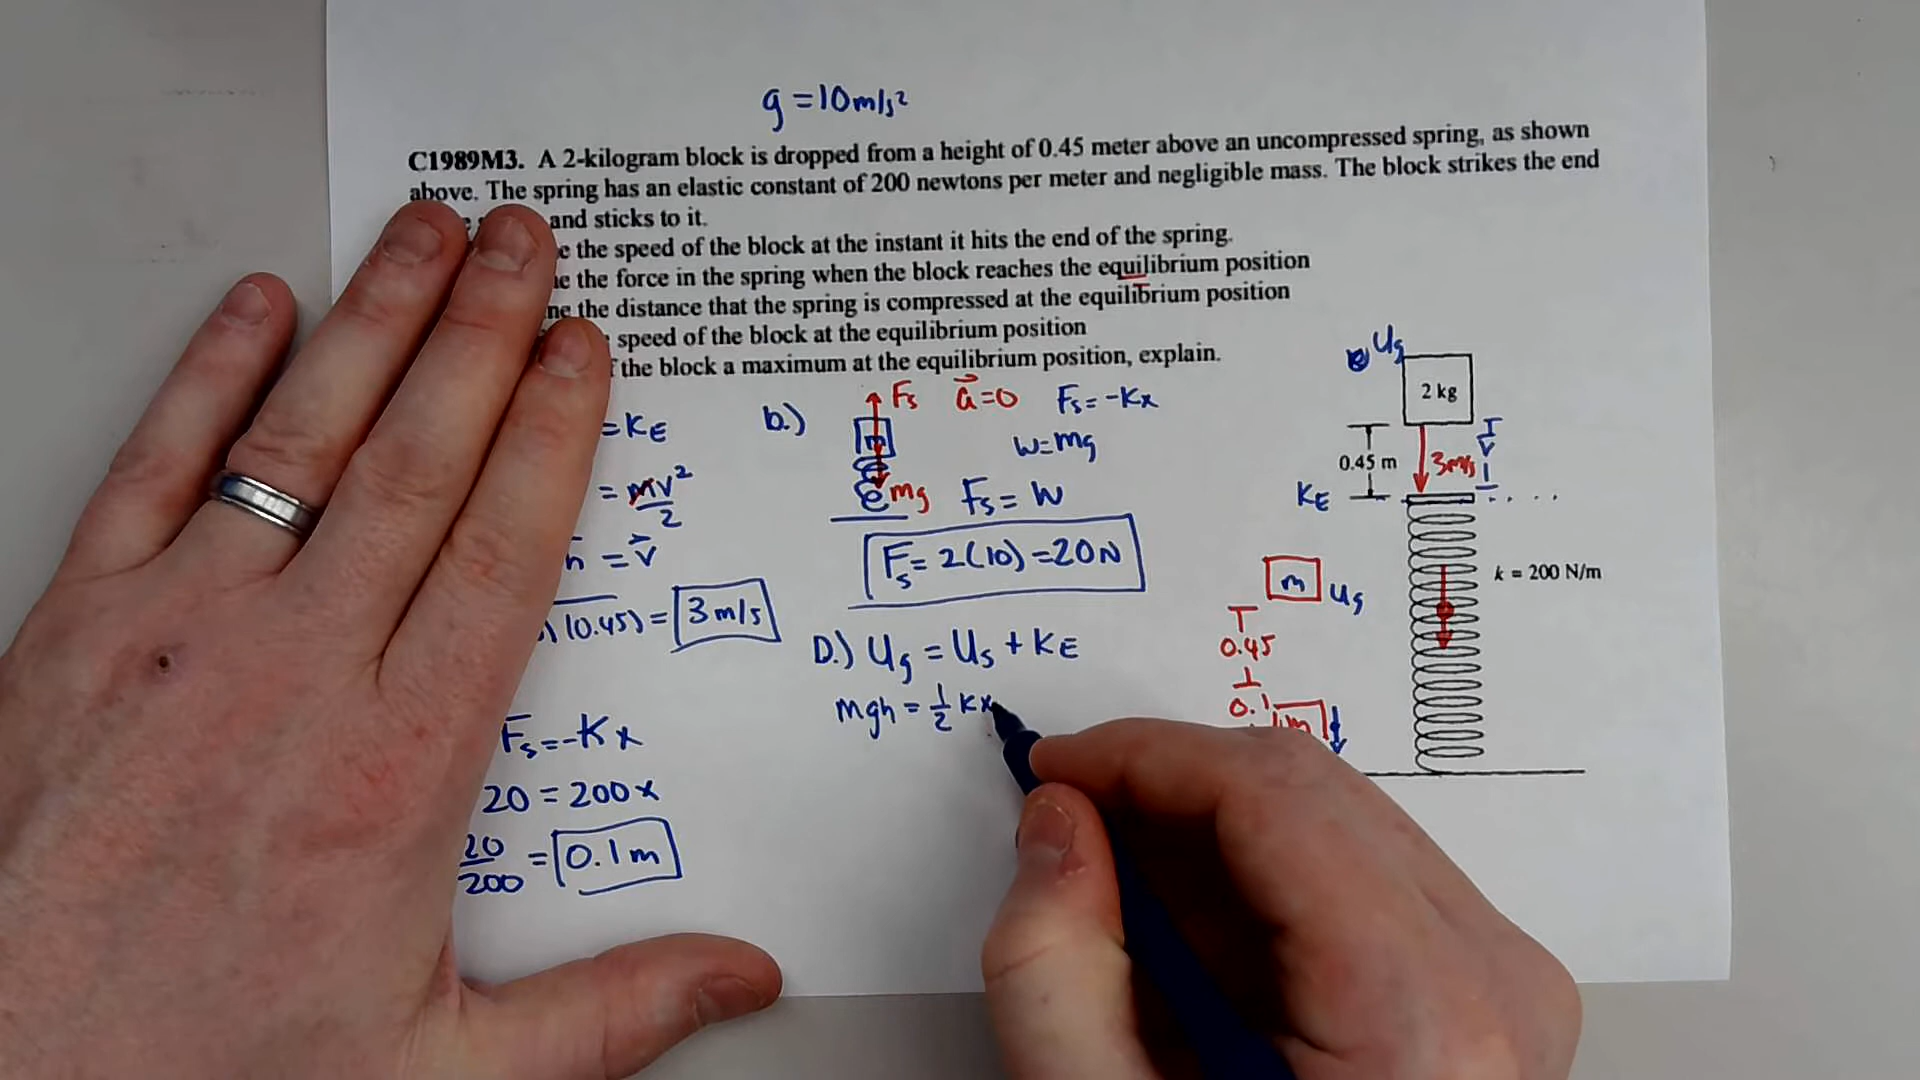 g = 10 m/s²
C1989M3. A 2-kilogram block is dropped from a height of 0.45 meter above an uncompressed spring, as shown
above. The spring has an elastic constant of 200 newtons per meter and negligible mass. The block strikes the end
and sticks to it.
the speed of the block at the instant it hits the end of the spring.
the force in the spring when the block reaches the equilibrium position
the distance that the spring is compressed at the equilibrium position
speed of the block at the equilibrium position
the block a maximum at the equilibrium position, explain.
= KE
= mv²/2
h = v
(0.45) = 3 m/s
Fs = -Kx
20 = 200x
20/200 = 0.1 m
b.)
Fs a = 0 Fs = -Kx
m
W = mg
mg Fs = W
Fs = 2(10) = 20N
D.) Ug = Us + KE
mgh = 1/2 Kx
Ug
2 kg
0.45 m
3 m/s
KE
k = 200 N/m
m Ug
0.45
0.1
m